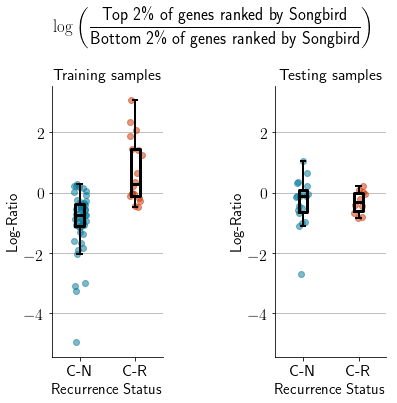 log ( Top 2% of genes ranked by Songbird / Bottom 2% of genes ranked by Songbird )
Training samples
Log-Ratio
2
0
−2
−4
C-N C-R
Recurrence Status
Testing samples
Log-Ratio
2
0
−2
−4
C-N C-R
Recurrence Status